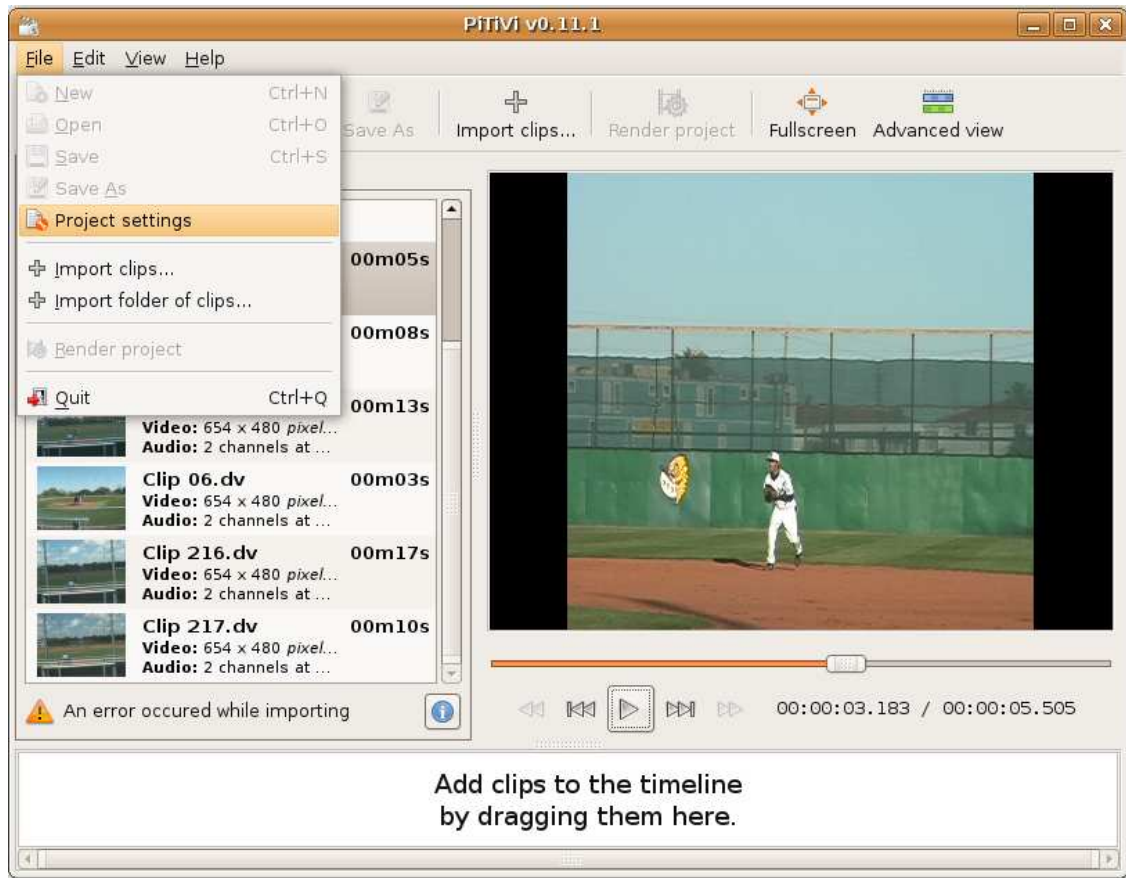 PiTiVi v0.11.1
File Edit View Help
New Ctrl+N
Open Ctrl+O
Save Ctrl+S
Save As
Project settings
Import clips...
Import folder of clips...
Render project
Quit Ctrl+Q
Save As Import clips... Render project Fullscreen Advanced view
00m05s
00m08s
00m13s
Video: 654 x 480 pixel...
Audio: 2 channels at ...
Clip 06.dv 00m03s
Video: 654 x 480 pixel...
Audio: 2 channels at ...
Clip 216.dv 00m17s
Video: 654 x 480 pixel...
Audio: 2 channels at ...
Clip 217.dv 00m10s
Video: 654 x 480 pixel...
Audio: 2 channels at ...
An error occured while importing
00:00:03.183 / 00:00:05.505
Add clips to the timeline
by dragging them here.